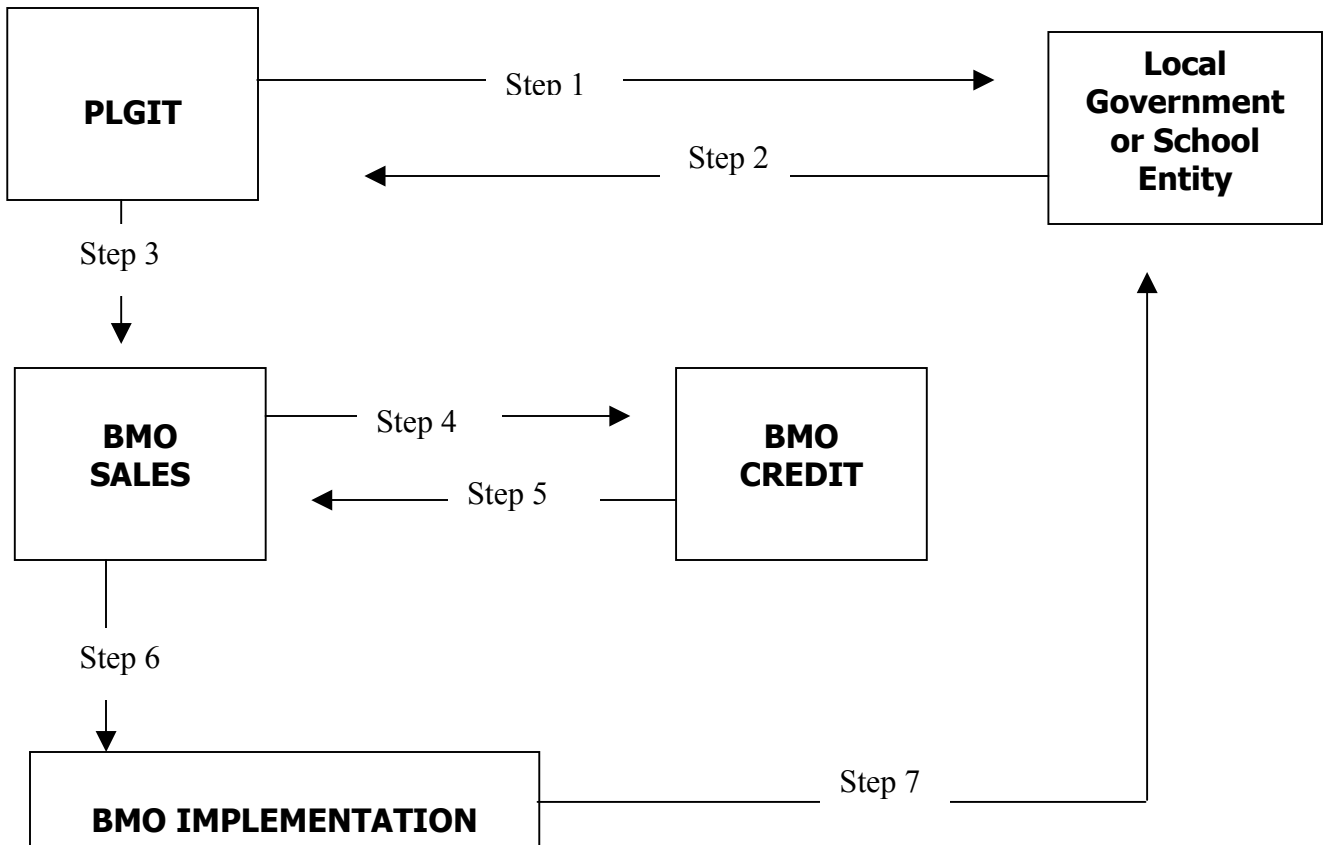 PLGIT
Step 1
Local
Government
or School
Entity
Step 2
Step 3
BMO
SALES
Step 4
BMO
CREDIT
Step 5
Step 6
Step 7
BMO IMPLEMENTATION